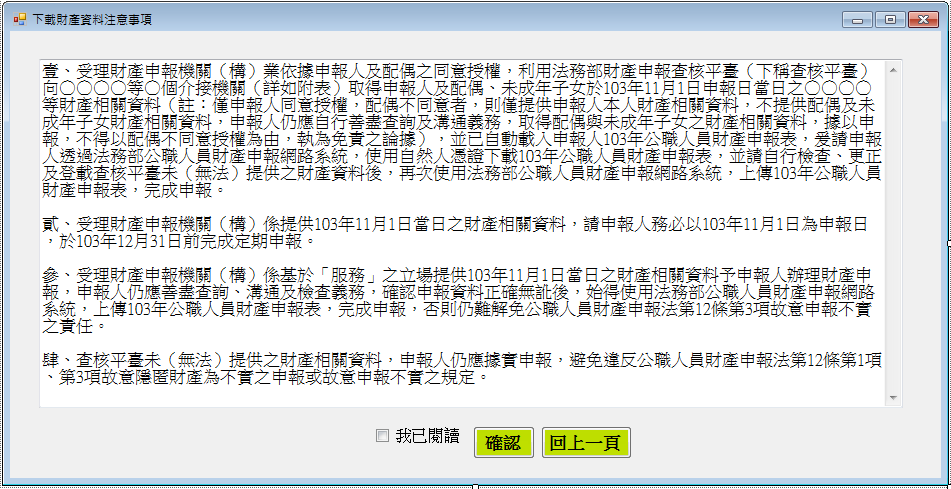 下載財產資料注意事項
壹、受理財產申報機關（構）業依據申報人及配偶之同意授權，利用法務部財產申報查核平臺（下稱查核平臺）
向○○○○等○個介接機關（詳如附表）取得申報人及配偶、未成年子女於103年11月1日申報日當日之○○○○
等財產相關資料（註：僅申報人同意授權，配偶不同意者，則僅提供申報人本人財產相關資料，不提供配偶及未
成年子女財產相關資料，申報人仍應自行善盡查詢及溝通義務，取得配偶與未成年子女之財產相關資料，據以申
報，不得以配偶不同意授權為由，執為免責之論據），並已自動載入申報人103年公職人員財產申報表，爰請申報
人透過法務部公職人員財產申報網路系統，使用自然人憑證下載103年公職人員財產申報表，並請自行檢查、更正
及登載查核平臺未（無法）提供之財產資料後，再次使用法務部公職人員財產申報網路系統，上傳103年公職人員
財產申報表，完成申報。
貳、受理財產申報機關（構）係提供103年11月1日當日之財產相關資料，請申報人務必以103年11月1日為申報日
，於103年12月31日前完成定期申報。
參、受理財產申報機關（構）係基於「服務」之立場提供103年11月1日當日之財產相關資料予申報人辦理財產申
報，申報人仍應善盡查詢、溝通及檢查義務，確認申報資料正確無訛後，始得使用法務部公職人員財產申報網路
系統，上傳103年公職人員財產申報表，完成申報，否則仍難解免公職人員財產申報法第12條第3項故意申報不實
之責任。
肆、查核平臺未（無法）提供之財產相關資料，申報人仍應據實申報，避免違反公職人員財產申報法第12條第1項
、第3項故意隱匿財產為不實之申報或故意申報不實之規定。
我已閱讀 確認 回上一頁